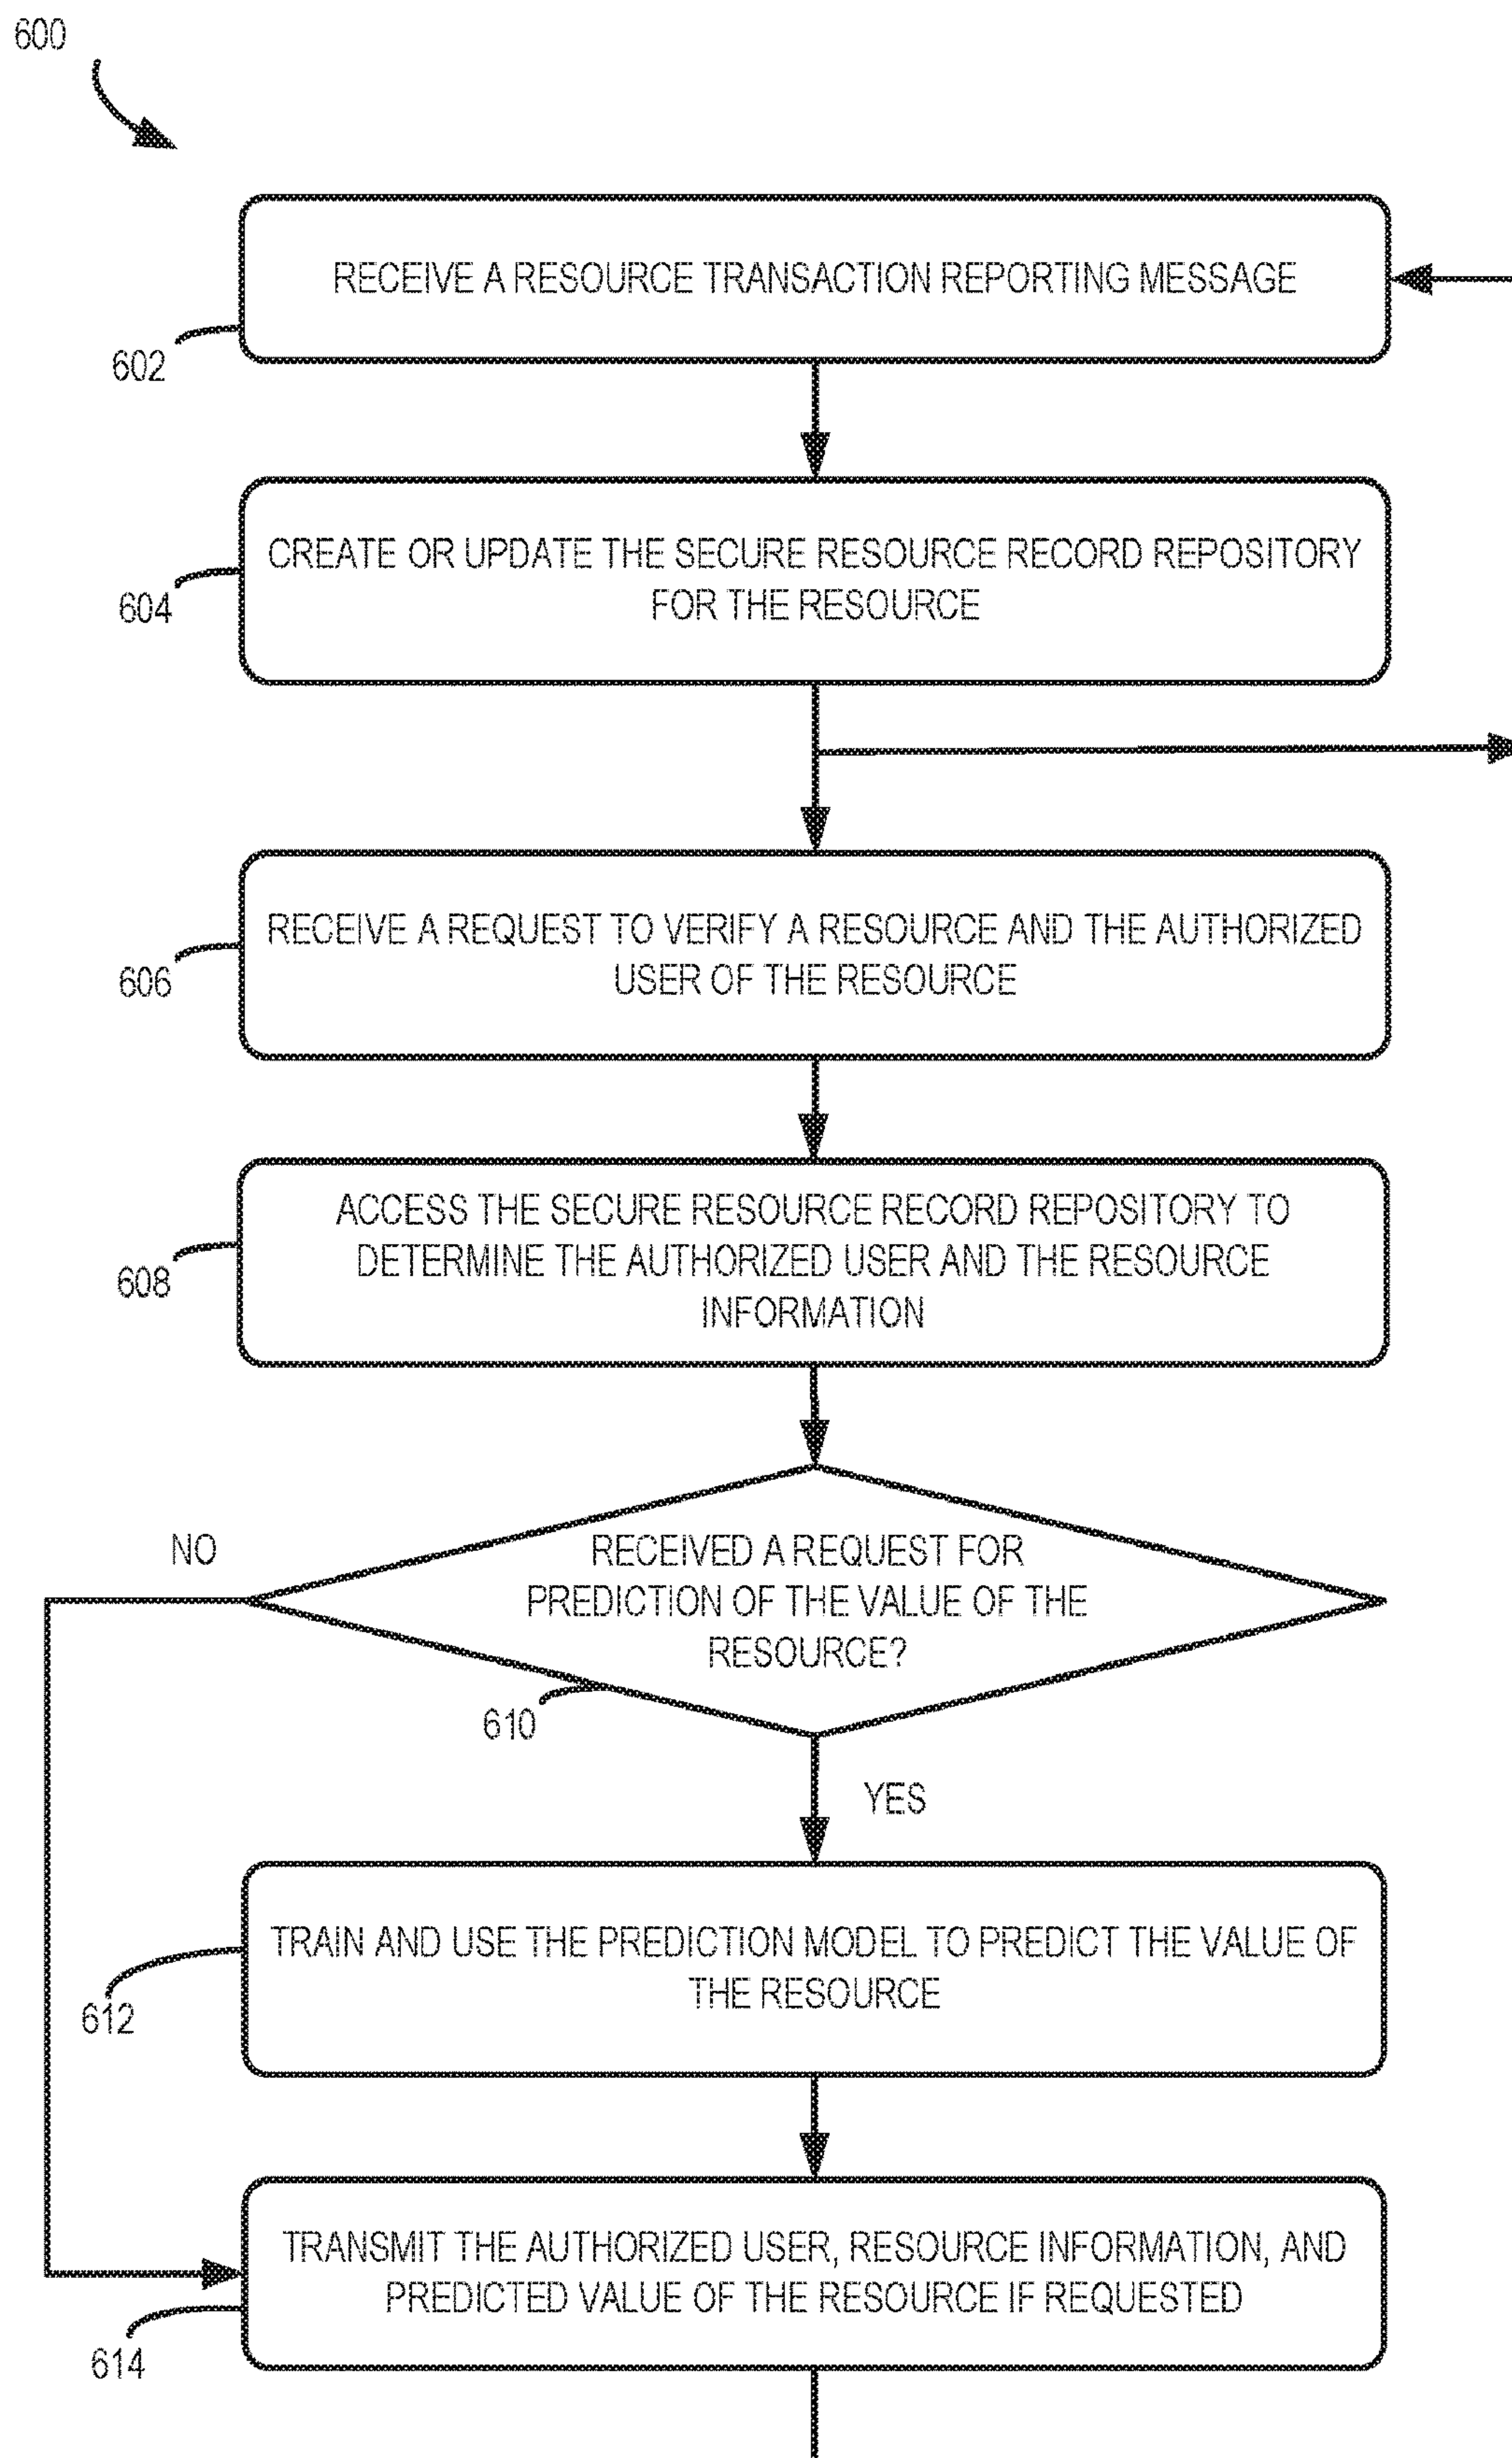 600
RECEIVE A RESOURCE TRANSACTION REPORTING MESSAGE
602
CREATE OR UPDATE THE SECURE RESOURCE RECORD REPOSITORY
FOR THE RESOURCE
604
RECEIVE A REQUEST TO VERIFY A RESOURCE AND THE AUTHORIZED
USER OF THE RESOURCE
606
ACCESS THE SECURE RESOURCE RECORD REPOSITORY TO
DETERMINE THE AUTHORIZED USER AND THE RESOURCE
INFORMATION
608
NO
RECEIVED A REQUEST FOR
PREDICTION OF THE VALUE OF THE
RESOURCE?
610
YES
TRAIN AND USE THE PREDICTION MODEL TO PREDICT THE VALUE OF
THE RESOURCE
612
TRANSMIT THE AUTHORIZED USER, RESOURCE INFORMATION, AND
PREDICTED VALUE OF THE RESOURCE IF REQUESTED
614